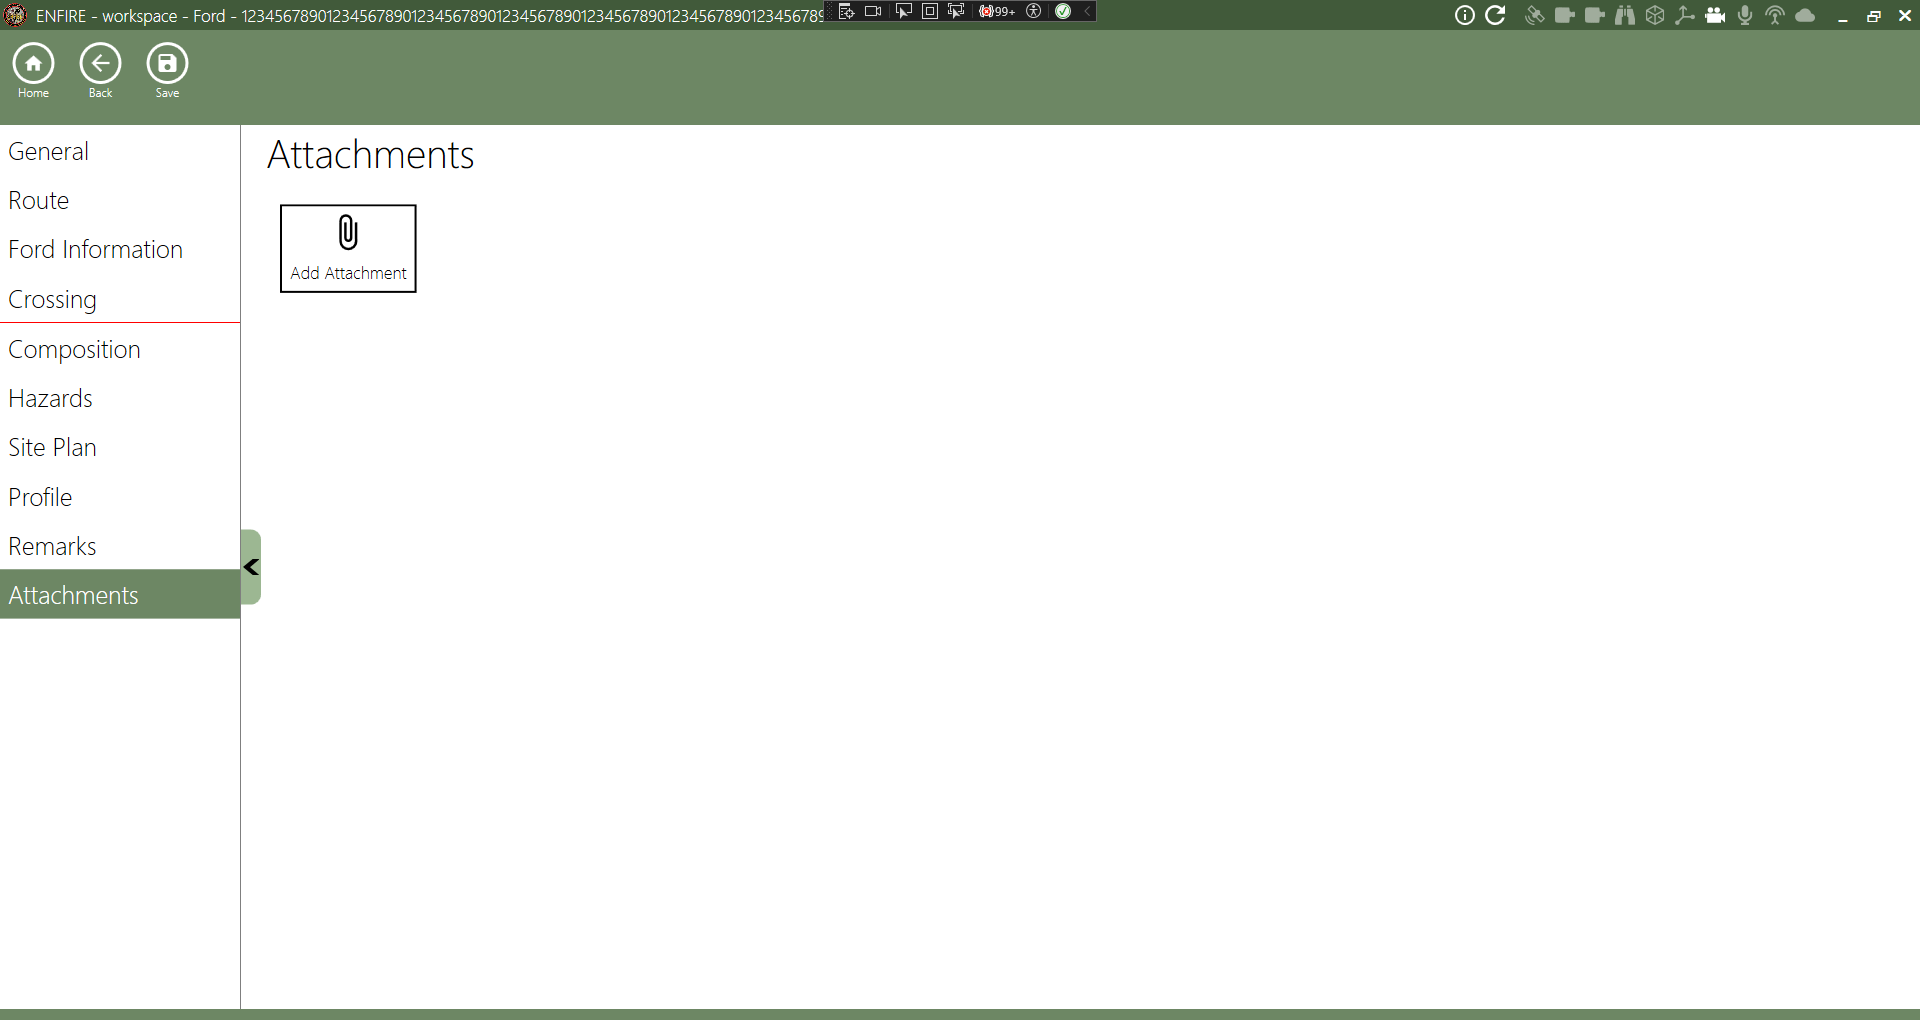 ENFIRE - workspace - Ford - 123456789012345678901234567890123456789012345678901234567890123456789
99+
Home
Back
Save
General
Route
Ford Information
Crossing
Composition
Hazards
Site Plan
Profile
Remarks
Attachments
Attachments
Add Attachment